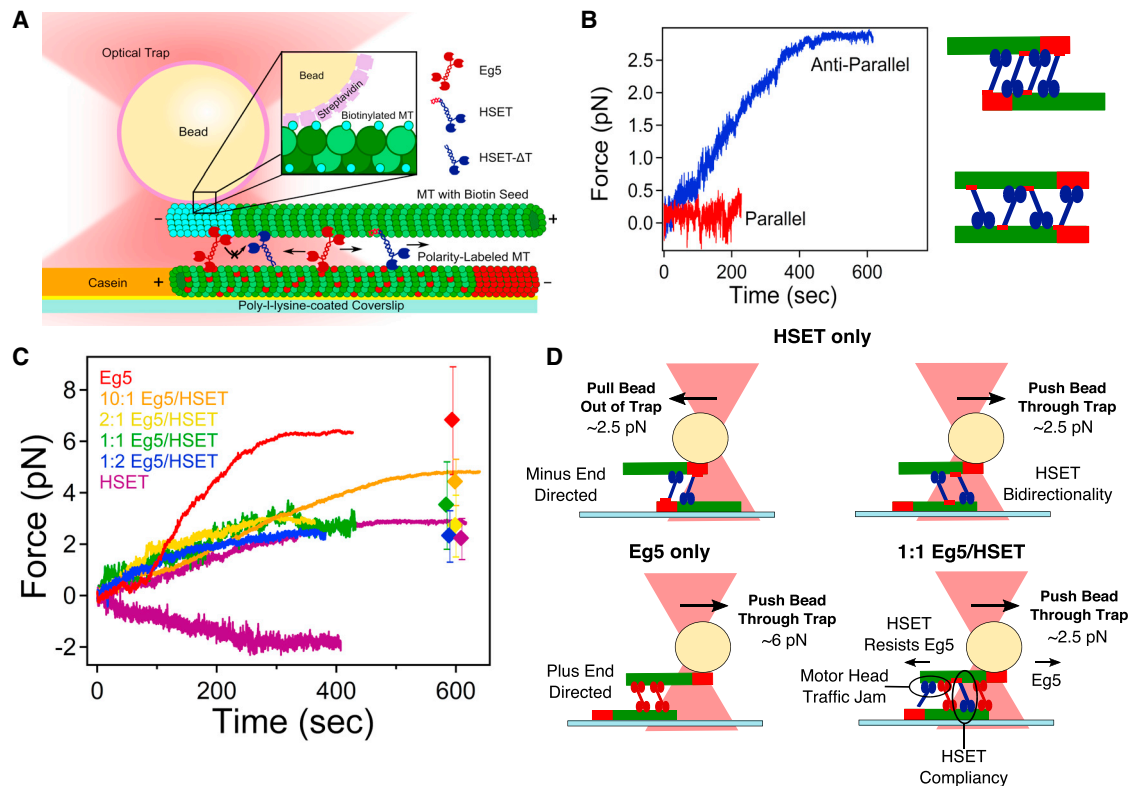 A
Optical Trap
Bead
Bead
Streptavidin
Biotinylated MT
Eg5
HSET
HSET-ΔT
MT with Biotin Seed
−
+
Polarity-Labeled MT
Casein
+
−
Poly-l-lysine-coated Coverslip
B
Force (pN)
2.5
2.0
1.5
1.0
0.5
0.0
Anti-Parallel
Parallel
0
200
400
600
Time (sec)
C
Force (pN)
8
6
4
2
0
-2
Eg5
10:1 Eg5/HSET
2:1 Eg5/HSET
1:1 Eg5/HSET
1:2 Eg5/HSET
HSET
0
200
400
600
Time (sec)
D
HSET only
Pull Bead
Out of Trap
~2.5 pN
Minus End
Directed
Push Bead
Through Trap
~2.5 pN
HSET
Bidirectionality
Eg5 only
Push Bead
Through Trap
~6 pN
Plus End
Directed
1:1 Eg5/HSET
Push Bead
Through Trap
~2.5 pN
HSET
Resists Eg5
Eg5
Motor Head
Traffic Jam
HSET
Compliancy